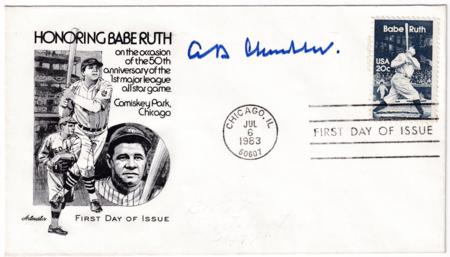 HONORING BABE RUTH
on the occasion
of the 50th
anniversary of the
1st major league
all star game.
Comiskey Park,
Chicago
Artmaster
FIRST DAY OF ISSUE
CHICAGO, IL
JUL
6
1983
60607
Babe Ruth
USA
20c
FIRST DAY OF ISSUE